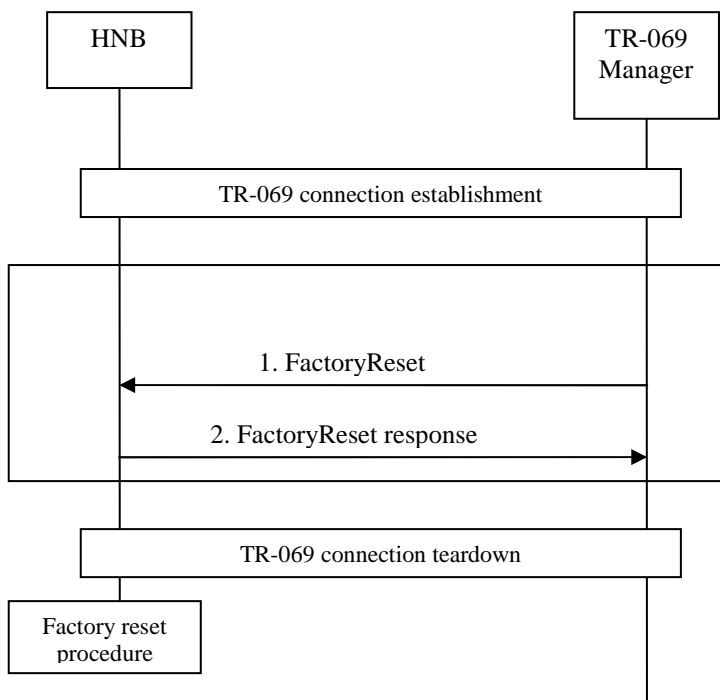 HNB
TR-069
Manager
TR-069 connection establishment
1. FactoryReset
2. FactoryReset response
TR-069 connection teardown
Factory reset
procedure